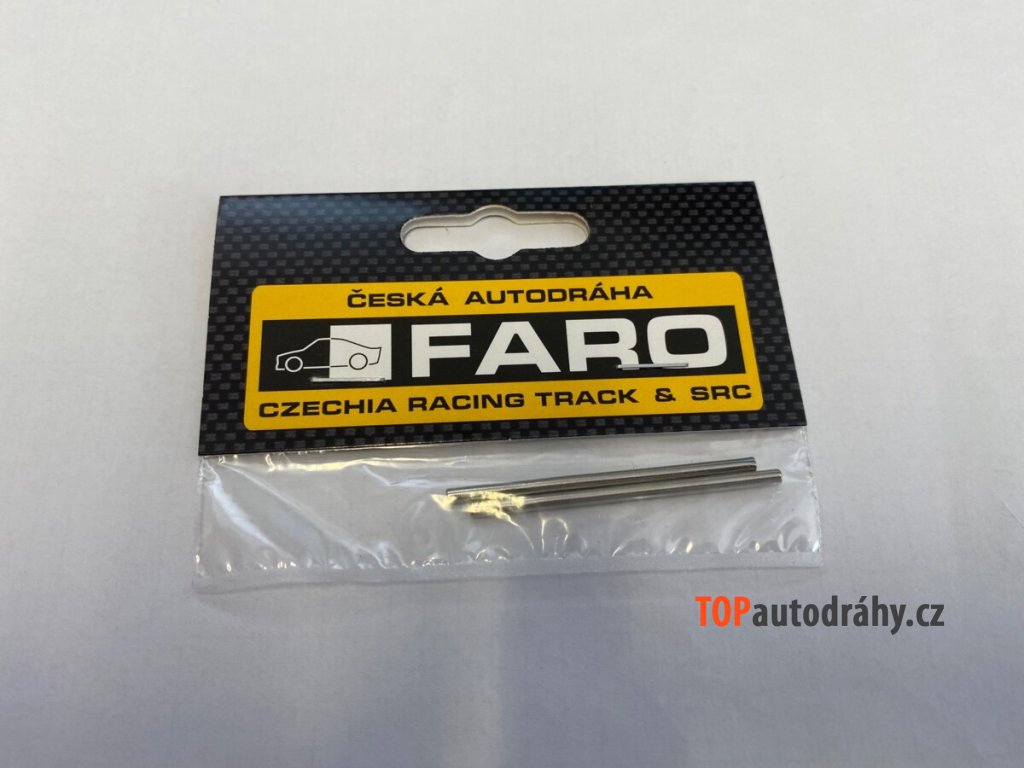 ČESKÁ AUTODRÁHA
FARO
CZECHIA RACING TRACK & SRC
TOPautodráhy.cz